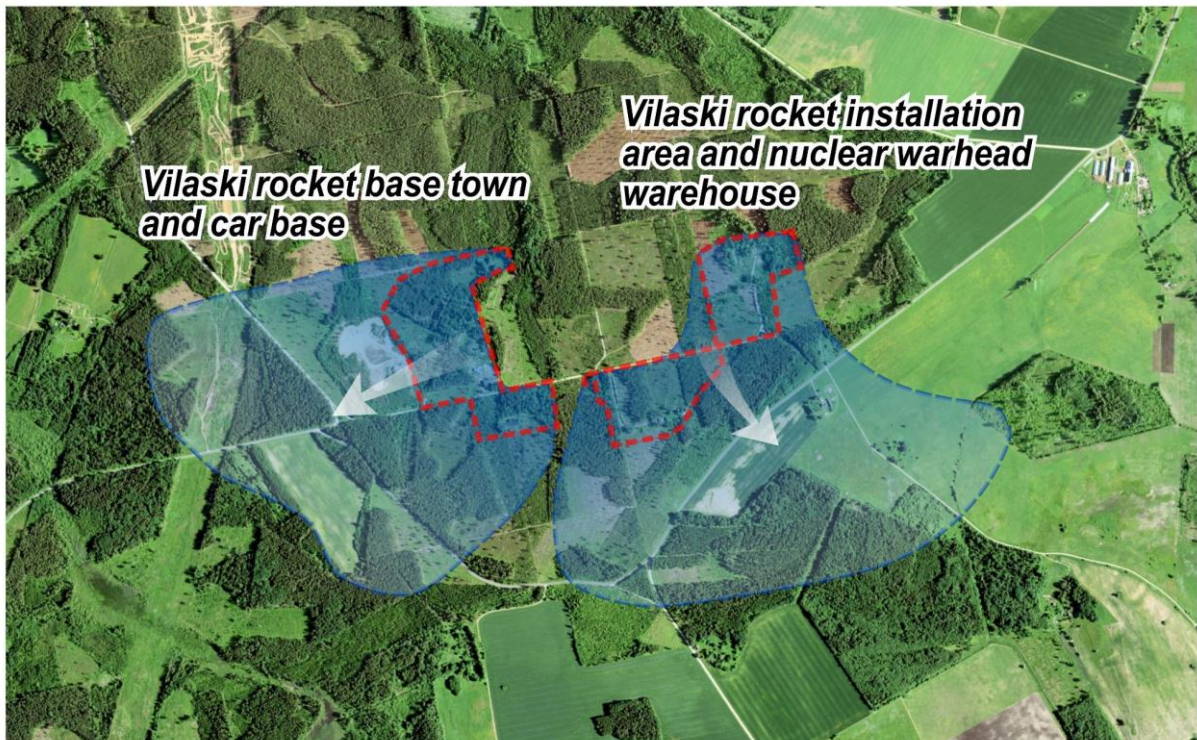 Vilaski rocket base town
and car base
Vilaski rocket installation
area and nuclear warhead
warehouse